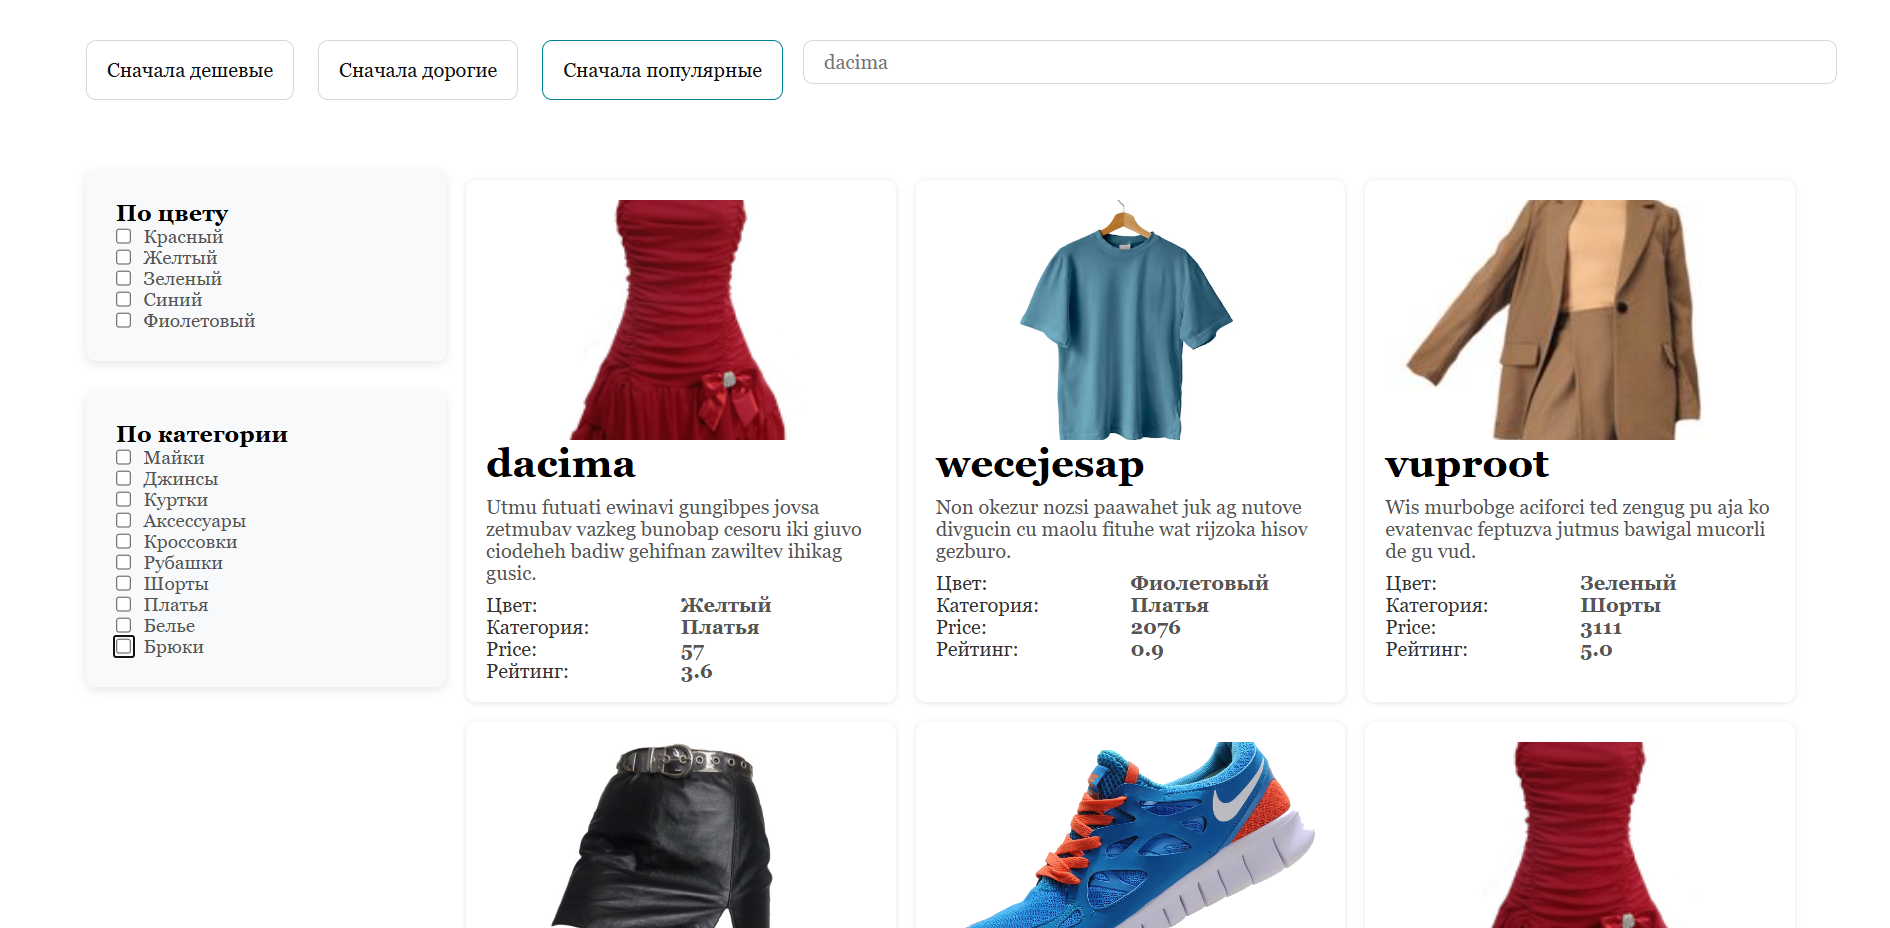 Сначала дешевые
Сначала дорогие
Сначала популярные
dacima
По цвету
Красный
Желтый
Зеленый
Синий
Фиолетовый
По категории
Майки
Джинсы
Куртки
Аксессуары
Кроссовки
Рубашки
Шорты
Платья
Белье
Брюки
dacima
Utmu futuati ewinavi gungibpes jovsa
zetmubav vazkeg bunobap cesoru iki giuvo
ciodeheh badiw gehifnan zawiltev ihikag
gusic.
Цвет: Желтый
Категория: Платья
Price: 57
Рейтинг: 3.6
wecejesap
Non okezur nozsi paawahet juk ag nutove
divgucin cu maolu fituhe wat rijzoka hisov
gezburo.
Цвет: Фиолетовый
Категория: Платья
Price: 2076
Рейтинг: 0.9
vuproot
Wis murbobge aciforci ted zengug pu aja ko
evatenvac feptuzva jutmus bawigal mucorli
de gu vud.
Цвет: Зеленый
Категория: Шорты
Price: 3111
Рейтинг: 5.0